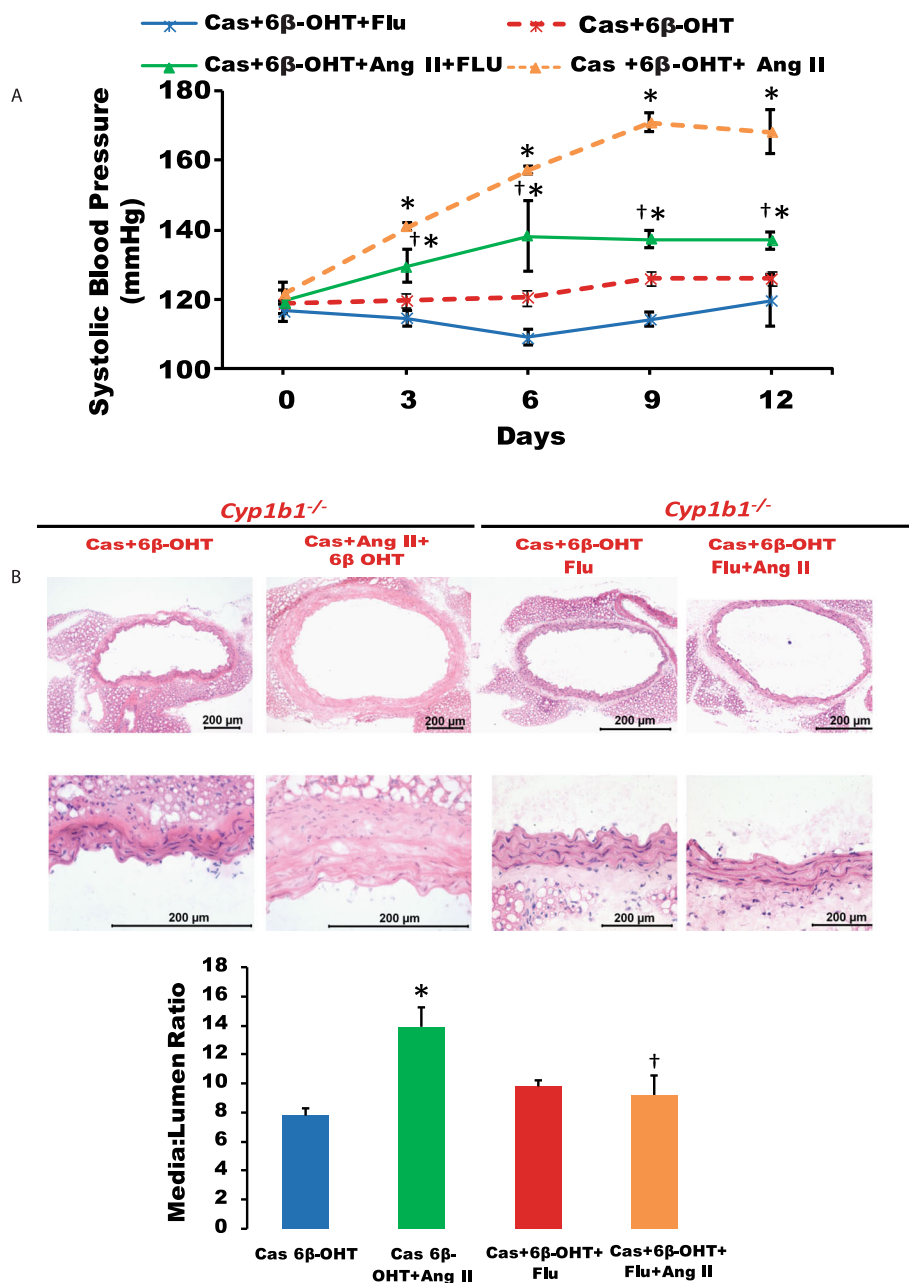 Cas+6β-OHT+Flu
Cas+6β-OHT
Cas+6β-OHT+Ang II+FLU
Cas +6β-OHT+ Ang II
A
Systolic Blood Pressure
(mmHg)
180
160
140
120
100
*
*
*
*
†*
†*
†*
†*
0 3 6 9 12
Days
Cyp1b1-/-
Cyp1b1-/-
Cas+6β-OHT
Cas+Ang II+
6β OHT
Cas+6β-OHT
Flu
Cas+6β-OHT
Flu+Ang II
B
200 µm
200 µm
200 µm
200 µm
200 µm
200 µm
200 µm
200 µm
Media:Lumen Ratio
18
16
14
12
10
8
6
4
2
0
*
†
Cas 6β-OHT
Cas 6β-
OHT+Ang II
Cas+6β-OHT+
Flu
Cas+6β-OHT+
Flu+Ang II